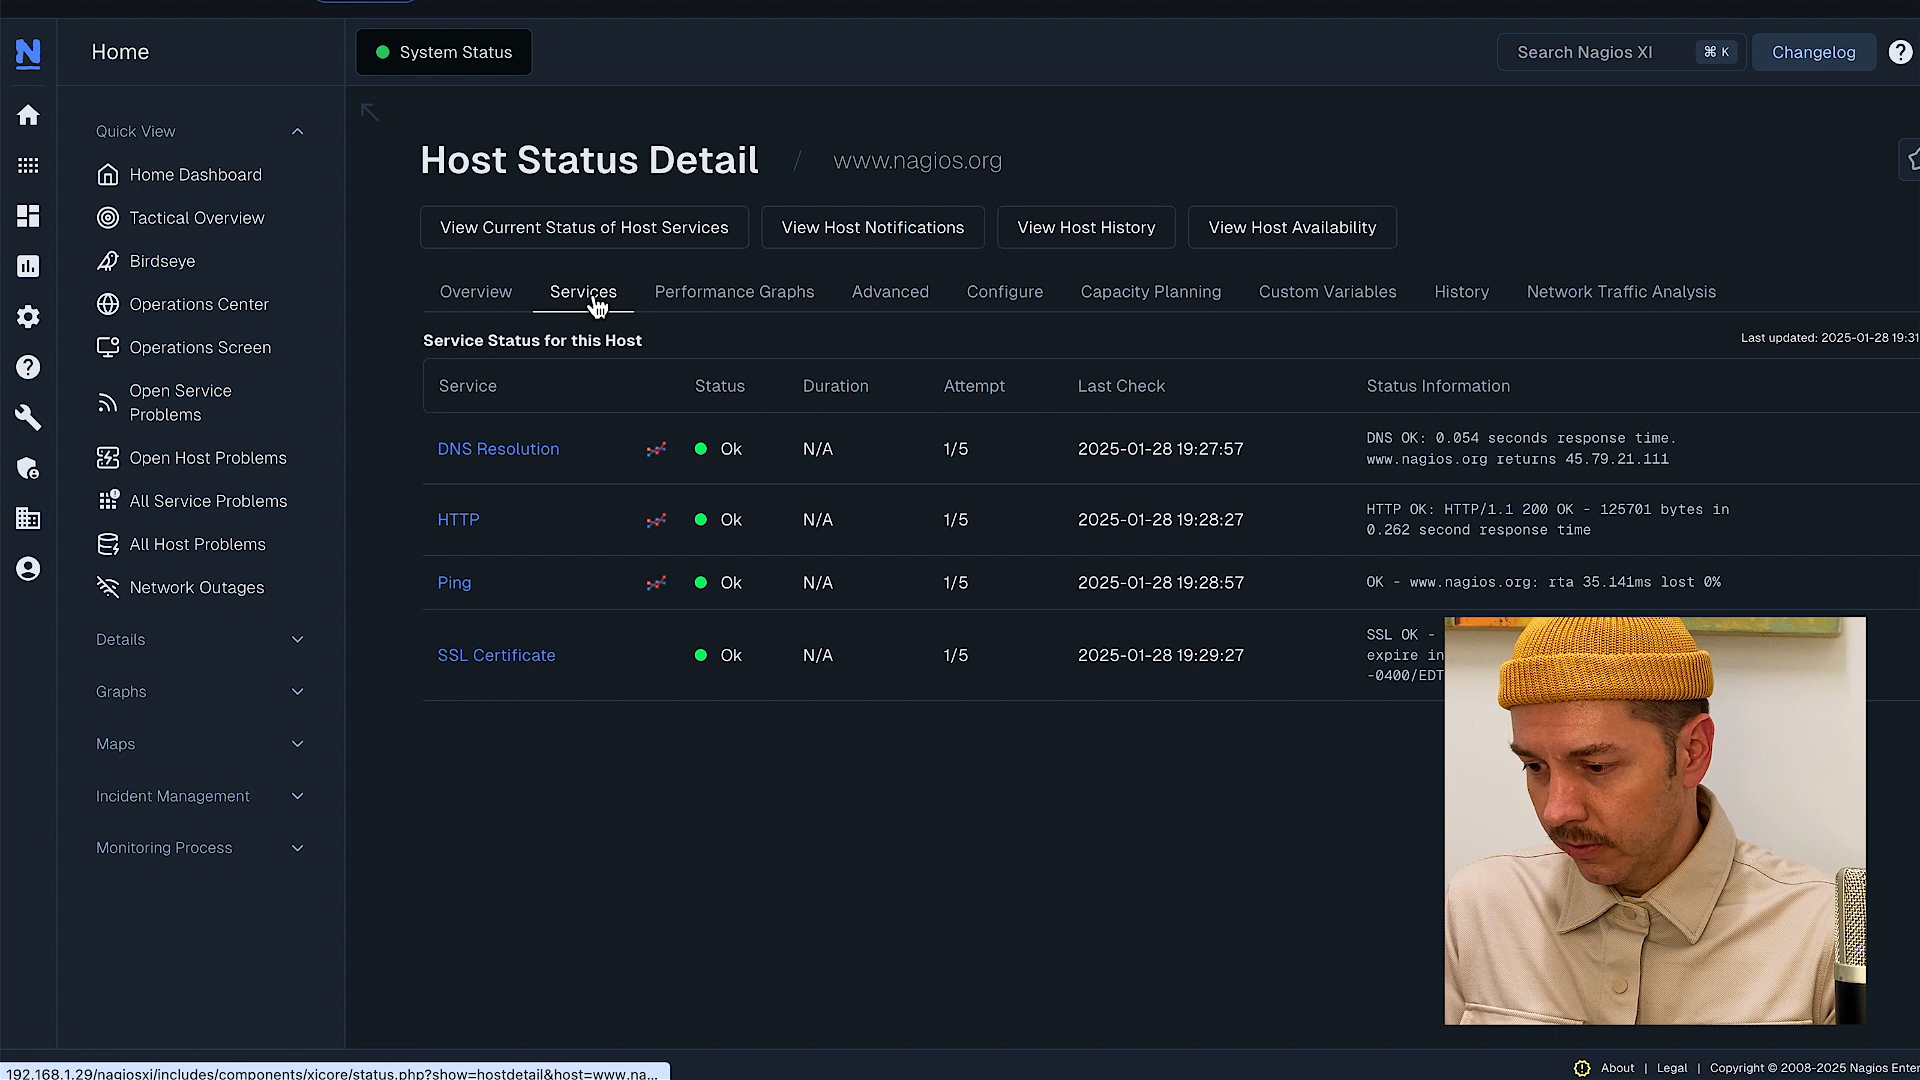 Home
System Status
Search Nagios XI
⌘ K
Changelog
Quick View
Home Dashboard
Tactical Overview
Birdseye
Operations Center
Operations Screen
Open Service
Problems
Open Host Problems
All Service Problems
All Host Problems
Network Outages
Details
Graphs
Maps
Incident Management
Monitoring Process
Host Status Detail / www.nagios.org
View Current Status of Host Services
View Host Notifications
View Host History
View Host Availability
Overview
Services
Performance Graphs
Advanced
Configure
Capacity Planning
Custom Variables
History
Network Traffic Analysis
Service Status for this Host
Last updated: 2025-01-28 19:31
Service Status Duration Attempt Last Check Status Information
DNS Resolution Ok N/A 1/5 2025-01-28 19:27:57 DNS OK: 0.054 seconds response time.
www.nagios.org returns 45.79.21.111
HTTP Ok N/A 1/5 2025-01-28 19:28:27 HTTP OK: HTTP/1.1 200 OK - 125701 bytes in
0.262 second response time
Ping Ok N/A 1/5 2025-01-28 19:28:57 OK - www.nagios.org: rta 35.141ms lost 0%
SSL Certificate Ok N/A 1/5 2025-01-28 19:29:27 SSL OK -
expire in
-0400/EDT
192.168.1.29/nagiosxi/includes/components/xicore/status.php?show=hostdetail&host=www.na...
About | Legal | Copyright © 2008-2025 Nagios Enter